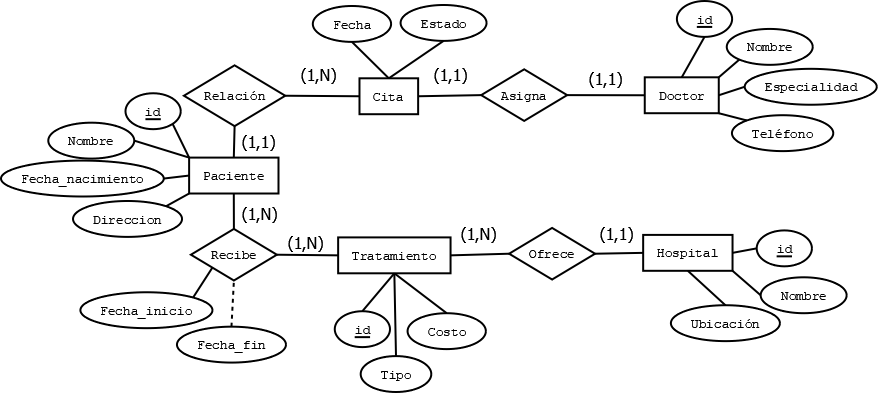 Fecha
Estado
id
Nombre
Especialidad
Teléfono
Relación
(1,N)
Cita
(1,1)
Asigna
(1,1)
Doctor
id
Nombre
Fecha_nacimiento
Direccion
(1,1)
Paciente
(1,N)
Recibe
(1,N)
Tratamiento
(1,N)
Ofrece
(1,1)
Hospital
id
Nombre
Ubicación
Fecha_inicio
Fecha_fin
id
Costo
Tipo